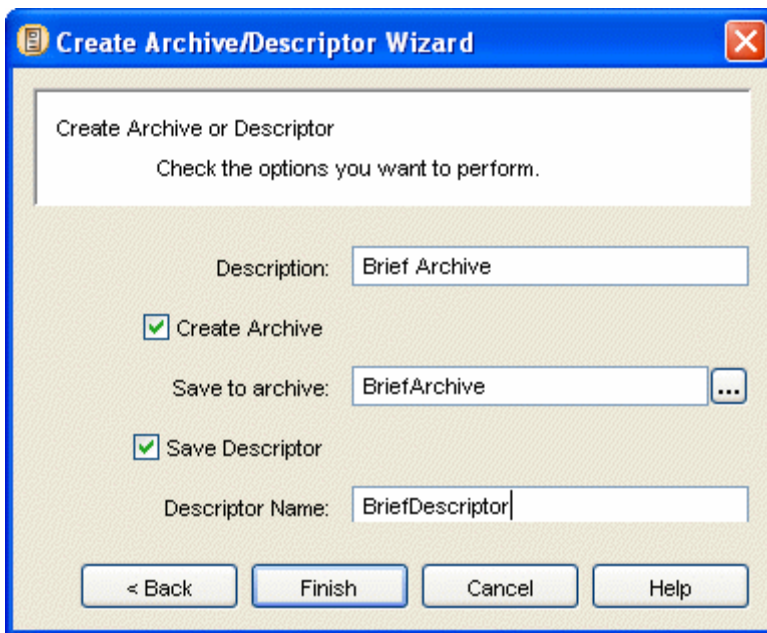 Create Archive/Descriptor Wizard
Create Archive or Descriptor
Check the options you want to perform.
Description: Brief Archive
Create Archive
Save to archive: BriefArchive ...
Save Descriptor
Descriptor Name: BriefDescriptor
< Back Finish Cancel Help